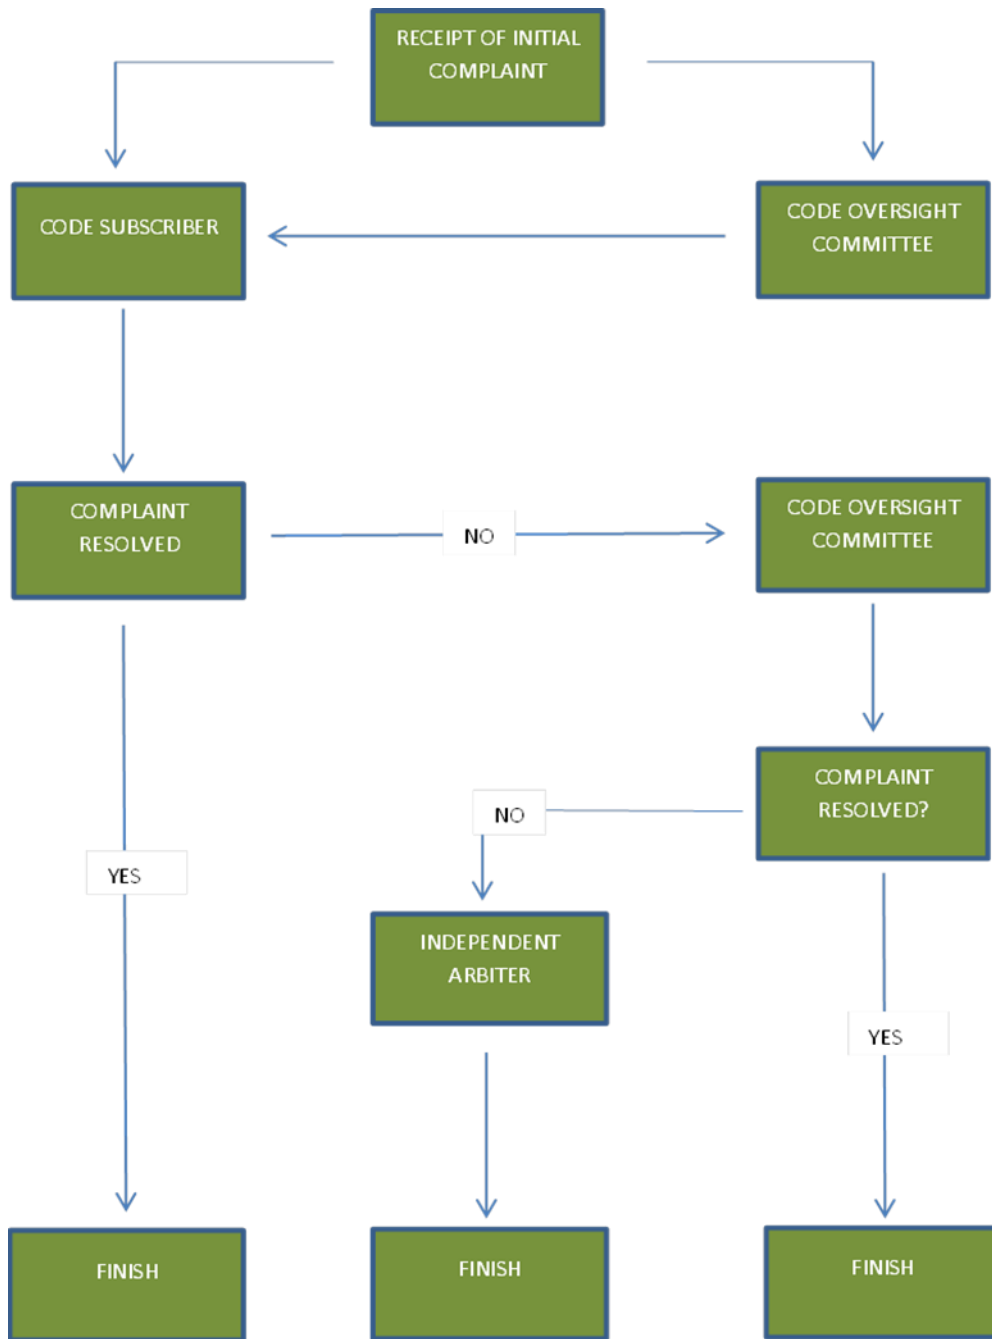 RECEIPT OF INITIAL
COMPLAINT
CODE SUBSCRIBER
CODE OVERSIGHT
COMMITTEE
COMPLAINT
RESOLVED
NO
CODE OVERSIGHT
COMMITTEE
COMPLAINT
RESOLVED?
NO
YES
INDEPENDENT
ARBITER
YES
FINISH
FINISH
FINISH